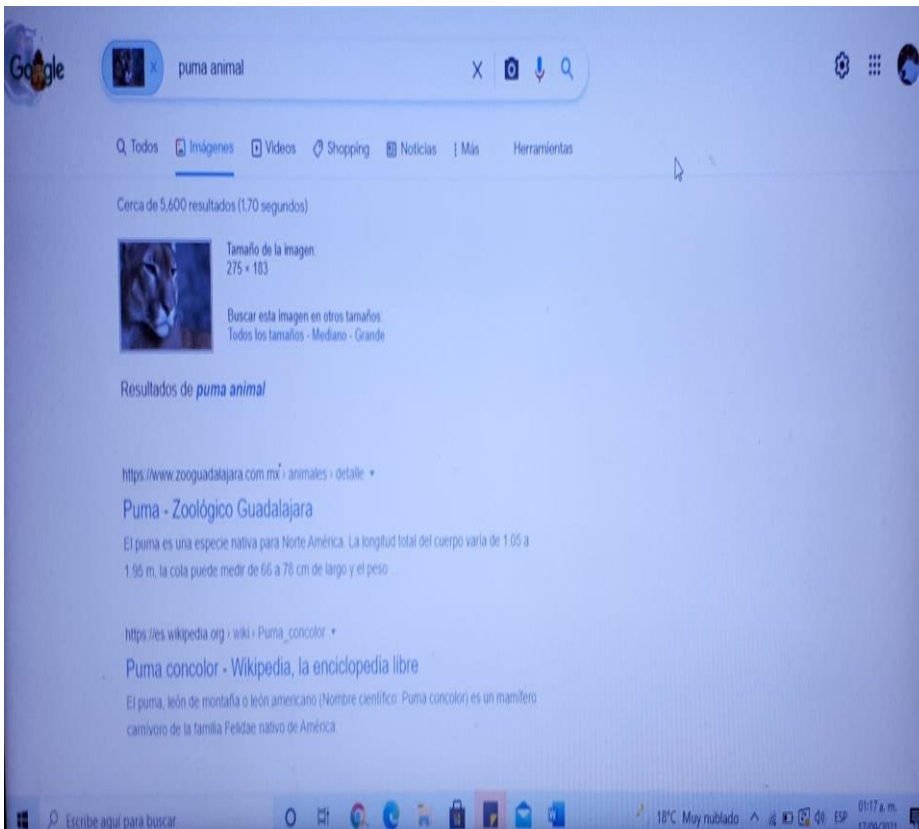 Google
puma animal
Todos Imágenes Videos Shopping Noticias Más Herramientas
Cerca de 5,600 resultados (1.70 segundos)
Tamaño de la imagen:
275 × 183
Buscar esta imagen en otros tamaños:
Todos los tamaños - Mediano - Grande
Resultados de puma animal
https://www.zooguadalajara.com.mx › animales › detalle
Puma - Zoológico Guadalajara
El puma es una especie nativa para Norte América. La longitud total del cuerpo varía de 1.05 a
1.95 m, la cola puede medir de 66 a 78 cm de largo y el peso ...
https://es.wikipedia.org › wiki › Puma_concolor
Puma concolor - Wikipedia, la enciclopedia libre
El puma, león de montaña o león americano (Nombre científico: Puma concolor) es un mamífero
carnívoro de la familia Felidae nativo de América.
Escribe aquí para buscar
18°C Muy nublado ESP
01:17 a. m.
17/09/2021